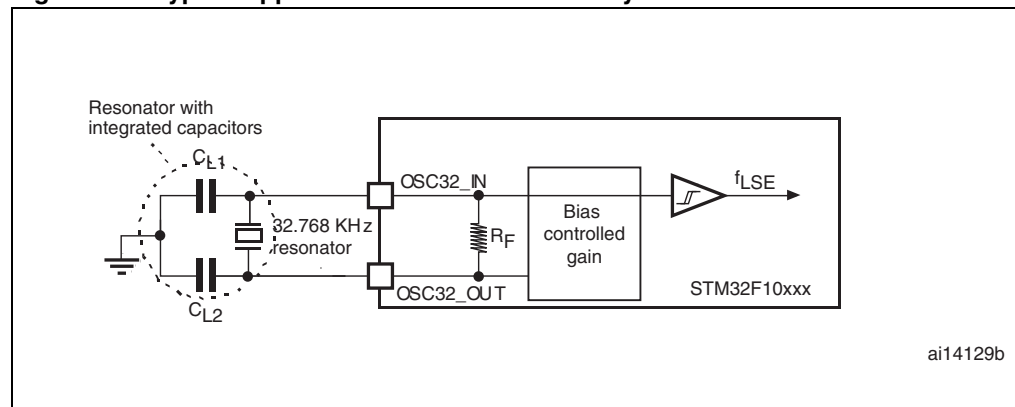 Resonator with
integrated capacitors
CL1
OSC32_IN
fLSE
32.768 KHz
resonator
RF
Bias
controlled
gain
STM32F10xxx
OSC32_OUT
CL2
ai14129b